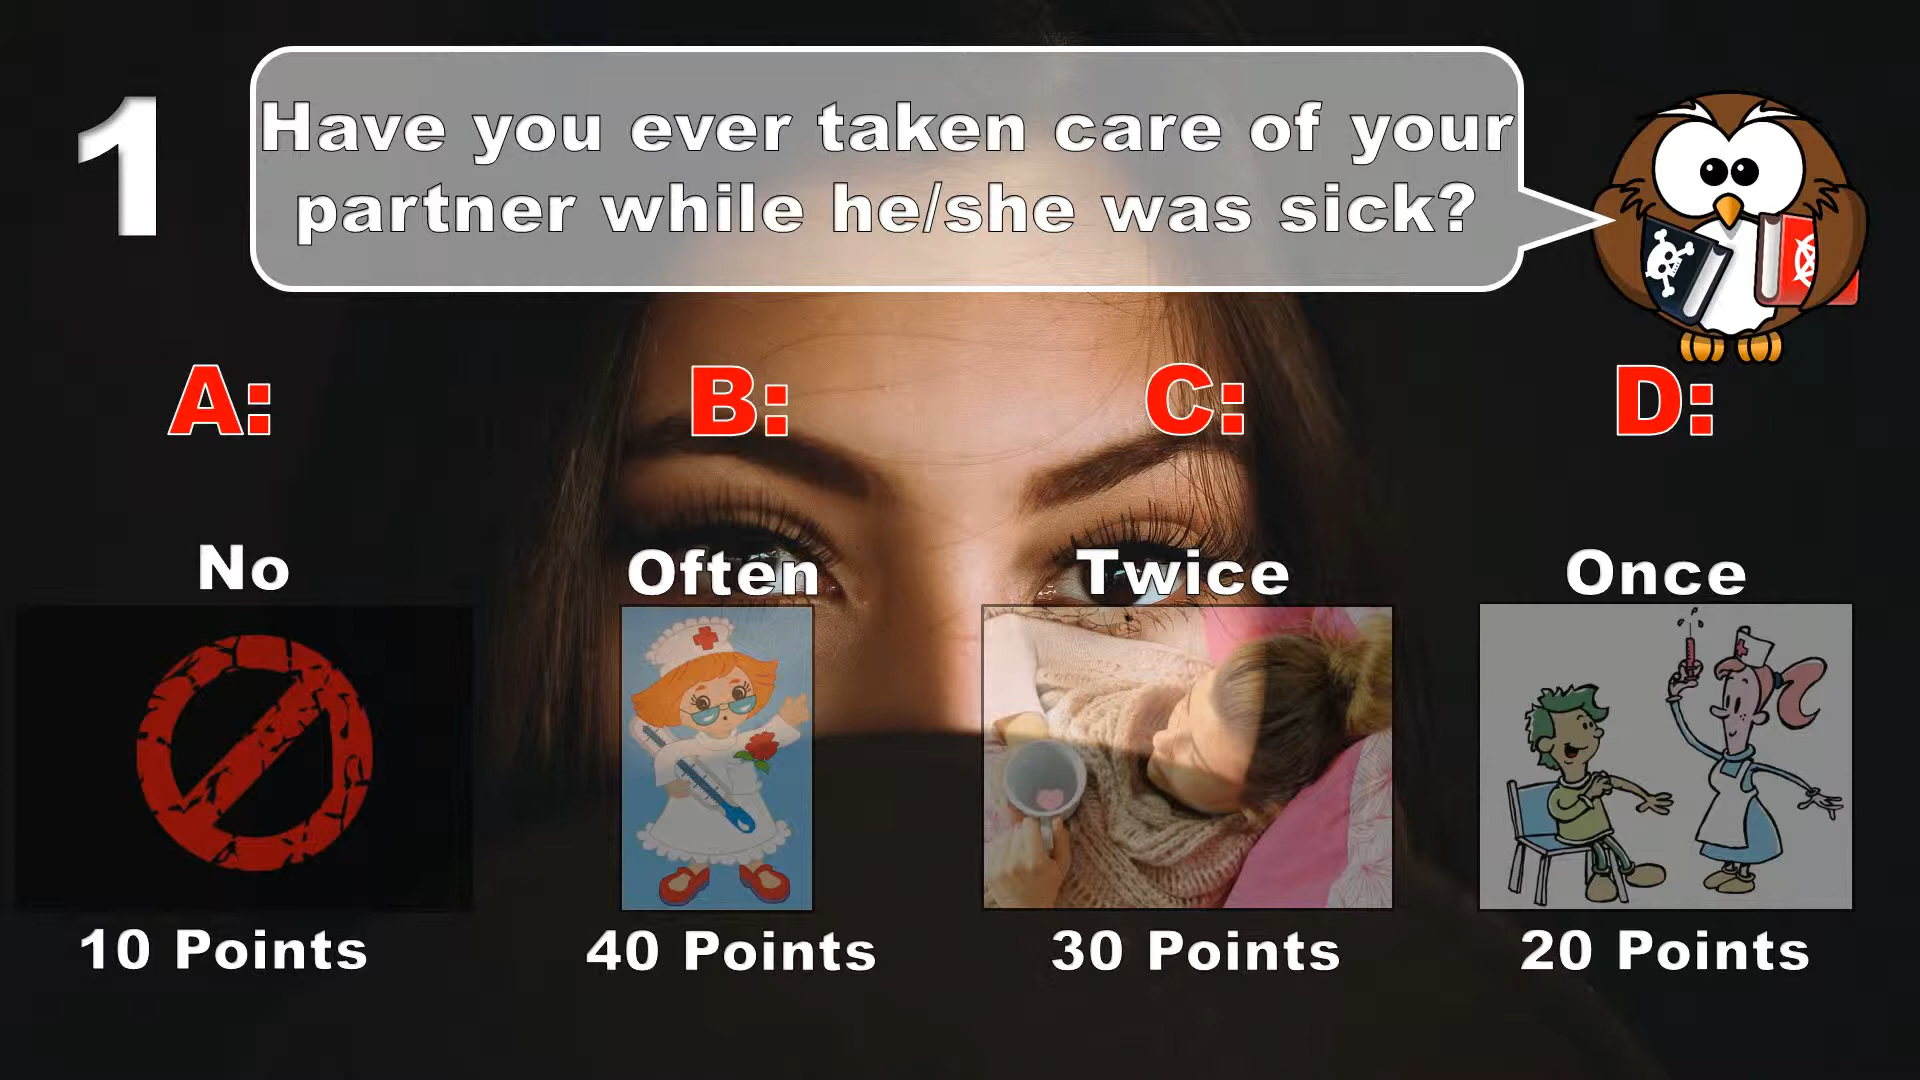 1
Have you ever taken care of your
partner while he/she was sick?
A:
B:
C:
D:
No
Often
Twice
Once
10 Points
40 Points
30 Points
20 Points